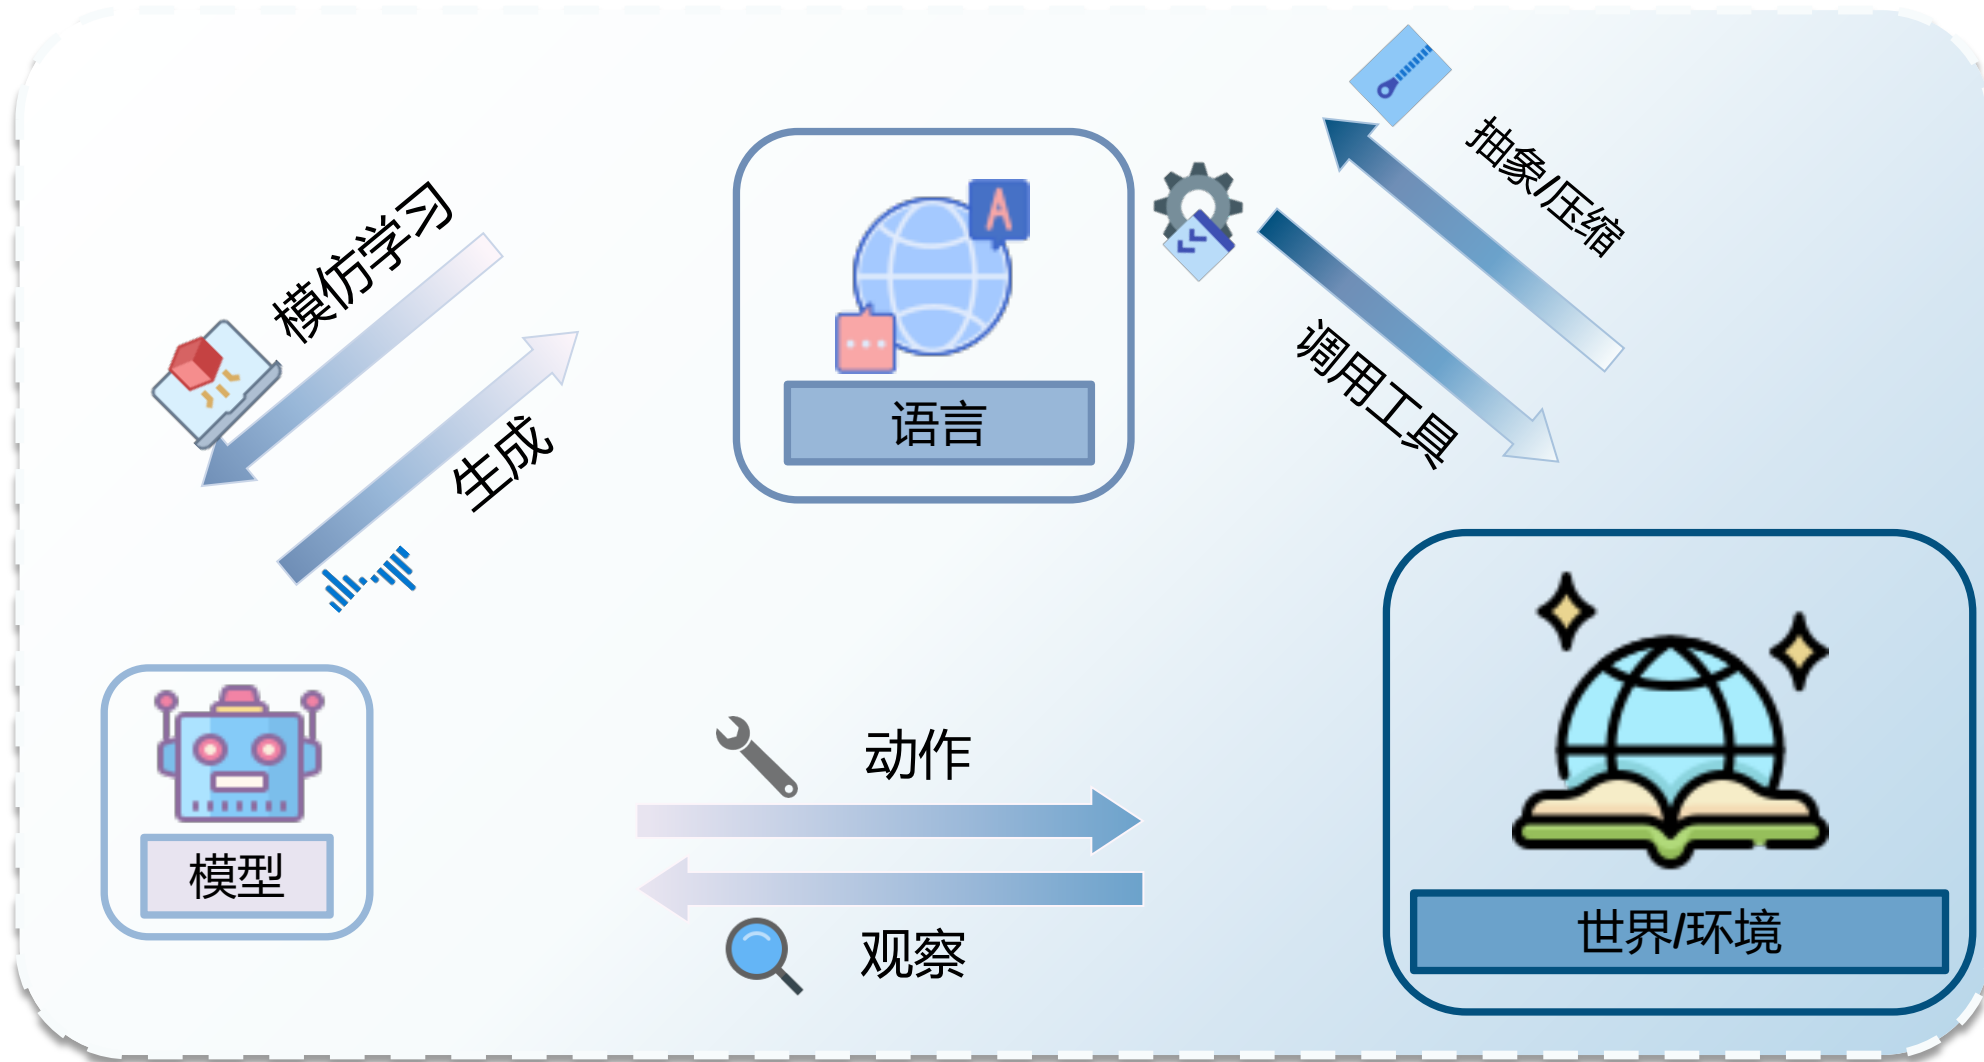 抽象/压缩
模仿学习
A
语言
调用工具
生成
模型
动作
观察
世界/环境